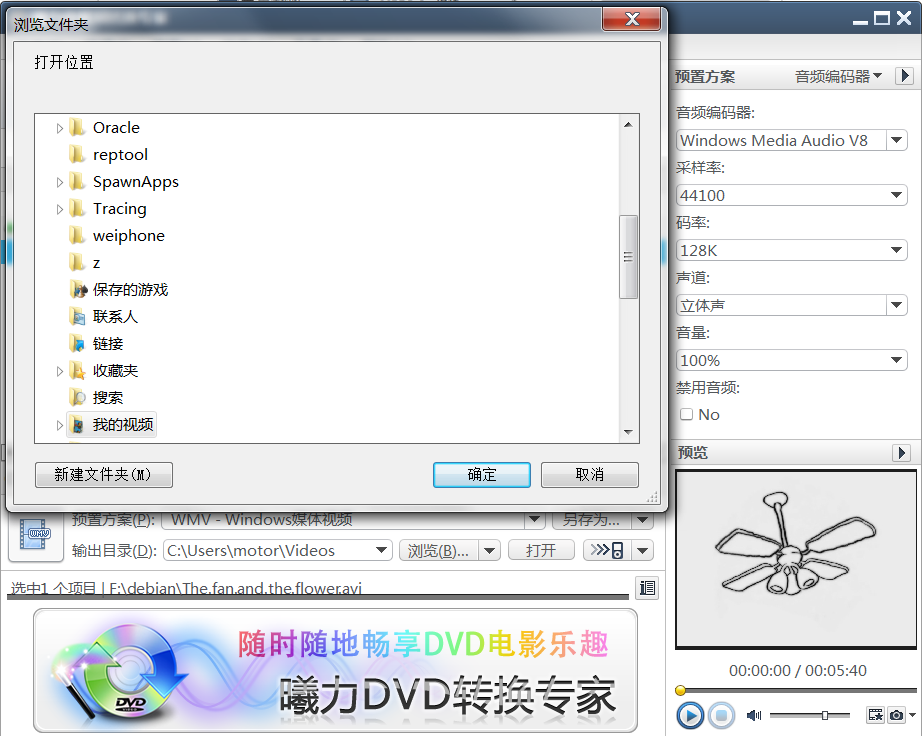 浏览文件夹
打开位置
Oracle
reptool
SpawnApps
Tracing
weiphone
z
保存的游戏
联系人
链接
收藏夹
搜索
我的视频
新建文件夹(M)
确定
取消
预置方案
音频编码器
音频编码器:
Windows Media Audio V8
采样率:
44100
码率:
128K
声道:
立体声
音量:
100%
禁用音频:
No
预览
00:00:00 / 00:05:40
预置方案(P):
WMV - Windows媒体视频
另存为...
输出目录(D):
C:\Users\motor\Videos
浏览(B)...
打开
选中1 个项目 | F:\debian\The.fan.and.the.flower.avi
随时随地畅享DVD电影乐趣
曦力DVD转换专家
WMV
DVD